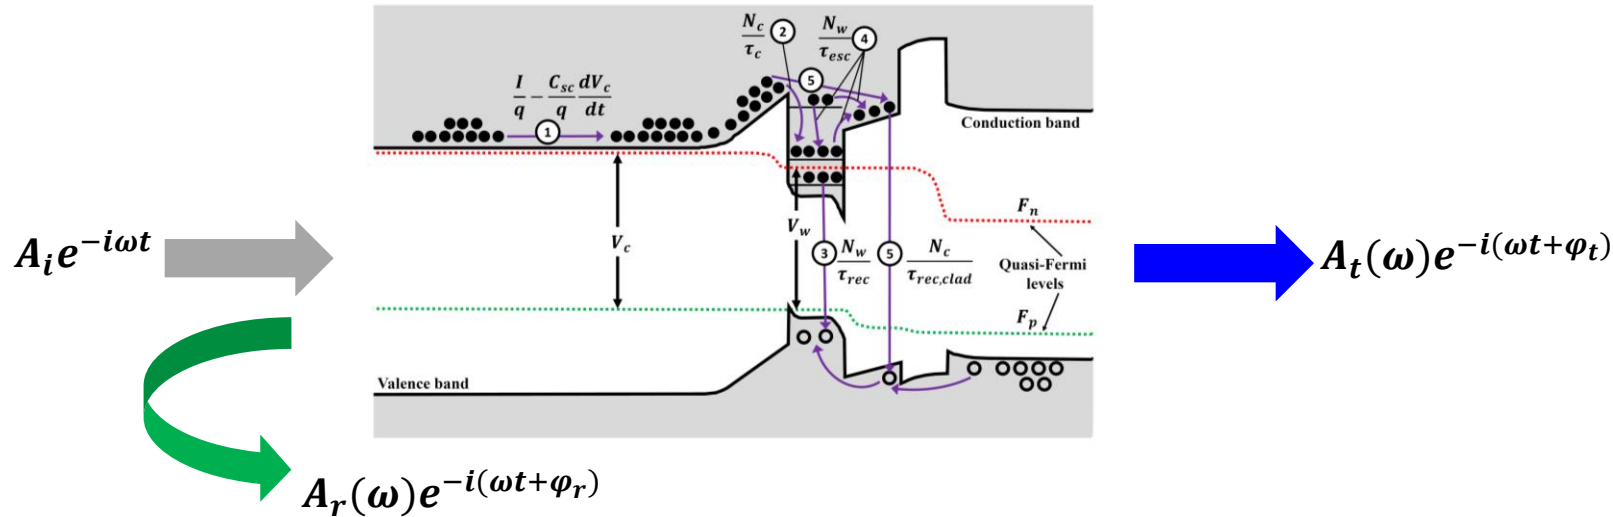 N_c/τ_c
2
N_w/τ_esc
4
5
I/q − C_sc/q dV_c/dt
1
Conduction band
F_n
V_c
V_w
3
N_w/τ_rec
5
N_c/τ_rec,clad
Quasi-Fermi
levels
F_p
Valence band
A_i e^{-iωt}
A_t(ω)e^{-i(ωt+φ_t)}
A_r(ω)e^{-i(ωt+φ_r)}